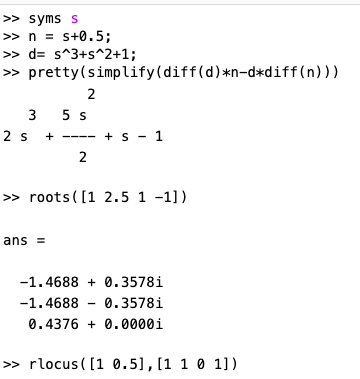 >> syms s
>> n = s+0.5;
>> d= s^3+s^2+1;
>> pretty(simplify(diff(d)*n-d*diff(n)))
2
3 5 s
2 s + ---- + s - 1
2
>> roots([1 2.5 1 -1])
ans =
-1.4688 + 0.3578i
-1.4688 - 0.3578i
0.4376 + 0.0000i
>> rlocus([1 0.5],[1 1 0 1])